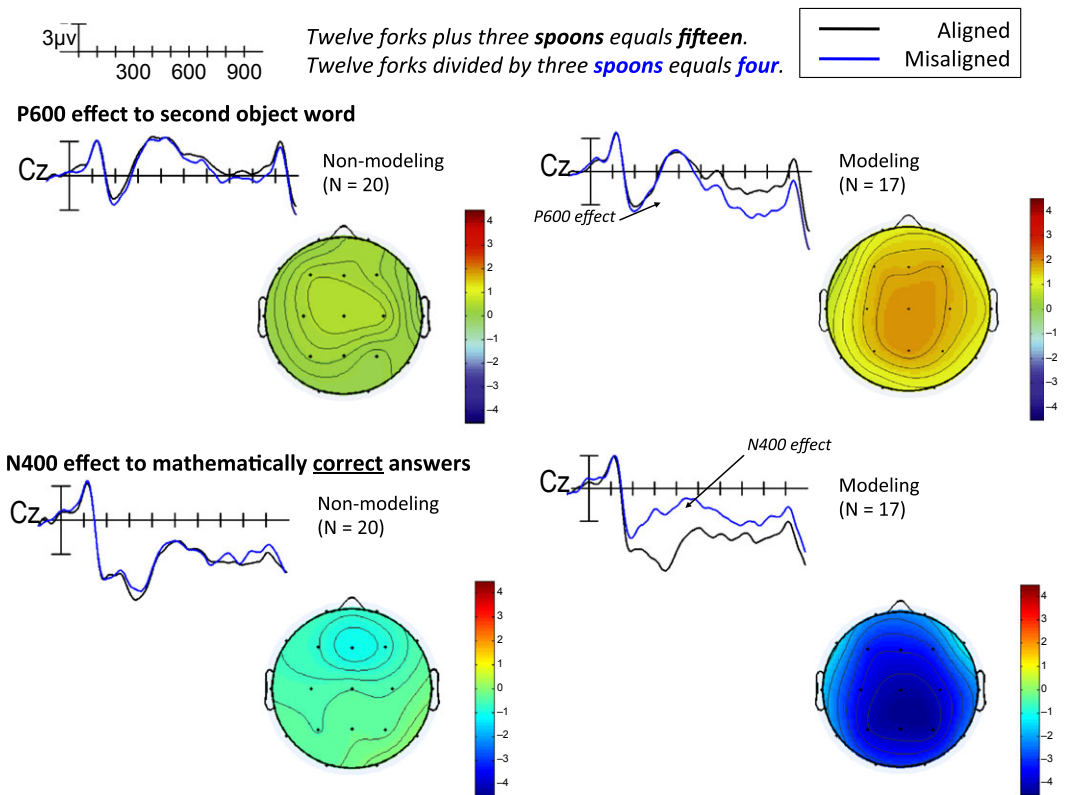 3μv
300 600 900
Twelve forks plus three spoons equals fifteen.
Twelve forks divided by three spoons equals four.
Aligned
Misaligned
P600 effect to second object word
Cz
Non-modeling
(N = 20)
4
3
2
1
0
−1
−2
−3
−4
Cz
P600 effect
Modeling
(N = 17)
4
3
2
1
0
−1
−2
−3
−4
N400 effect to mathematically correct answers
Cz
Non-modeling
(N = 20)
4
3
2
1
0
−1
−2
−3
−4
N400 effect
Cz
Modeling
(N = 17)
4
3
2
1
0
−1
−2
−3
−4